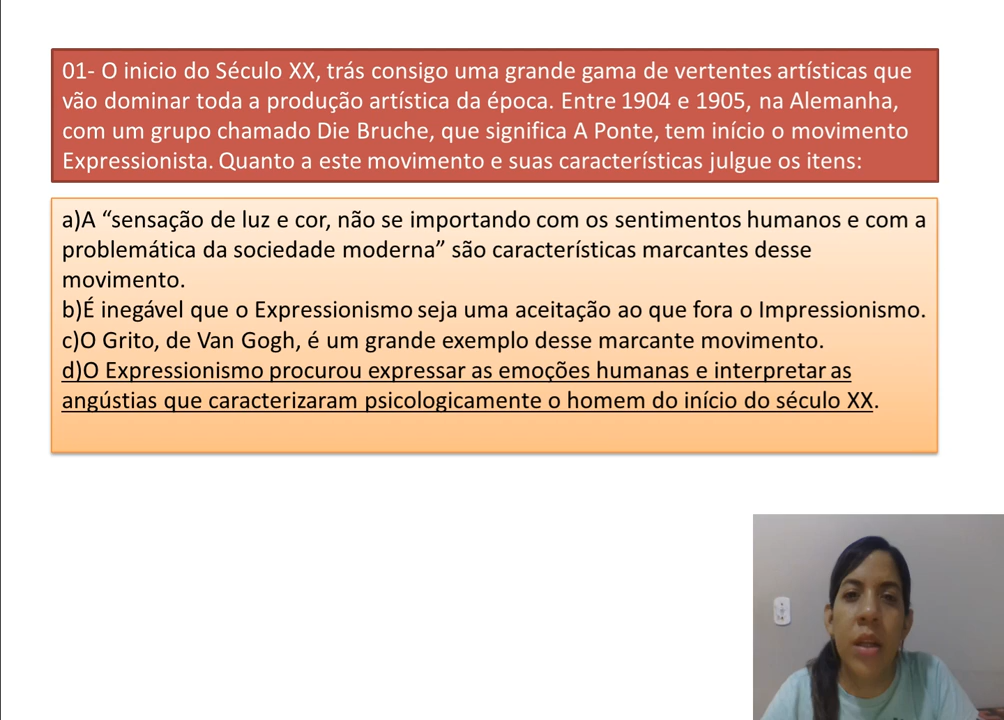 01- O inicio do Século XX, trás consigo uma grande gama de vertentes artísticas que
vão dominar toda a produção artística da época. Entre 1904 e 1905, na Alemanha,
com um grupo chamado Die Bruche, que significa A Ponte, tem início o movimento
Expressionista. Quanto a este movimento e suas características julgue os itens:
a)A “sensação de luz e cor, não se importando com os sentimentos humanos e com a
problemática da sociedade moderna” são características marcantes desse
movimento.
b)É inegável que o Expressionismo seja uma aceitação ao que fora o Impressionismo.
c)O Grito, de Van Gogh, é um grande exemplo desse marcante movimento.
d)O Expressionismo procurou expressar as emoções humanas e interpretar as
angústias que caracterizaram psicologicamente o homem do início do século XX.